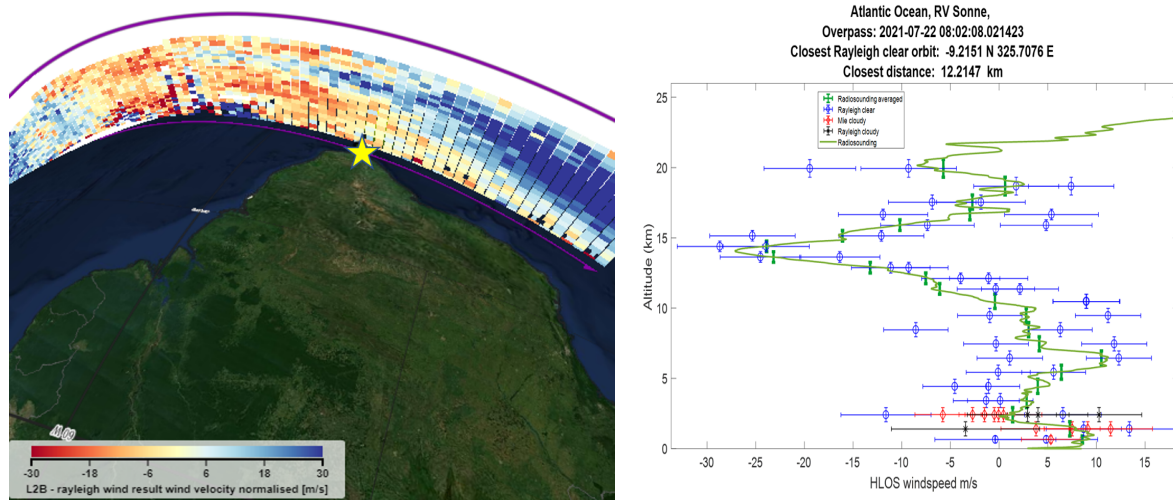 M 09
-30
-18
-6
6
18
30
L2B - rayleigh wind result wind velocity normalised [m/s]
Atlantic Ocean, RV Sonne,
Overpass: 2021-07-22 08:02:08.021423
Closest Rayleigh clear orbit: -9.2151 N 325.7076 E
Closest distance: 12.2147 km
Radiosounding averaged
Rayleigh clear
Mie cloudy
Rayleigh cloudy
Radiosounding
25
20
15
10
5
0
Altitude (km)
-30
-25
-20
-15
-10
-5
0
5
10
15
HLOS windspeed m/s